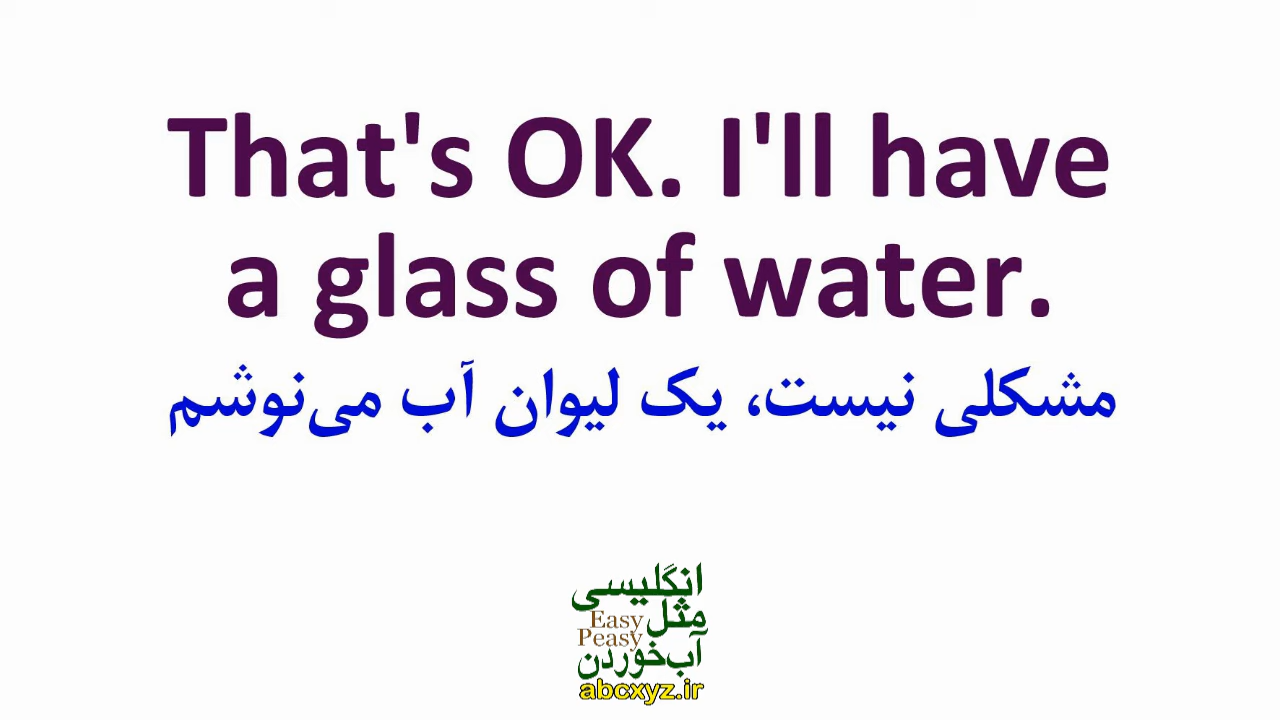 That's OK. I'll have
a glass of water.
مشکلی نیست، یک لیوان آب می‌نوشم
انگلیسی
مثل
Easy
Peasy
آب‌خوردن
abcxyz.ir